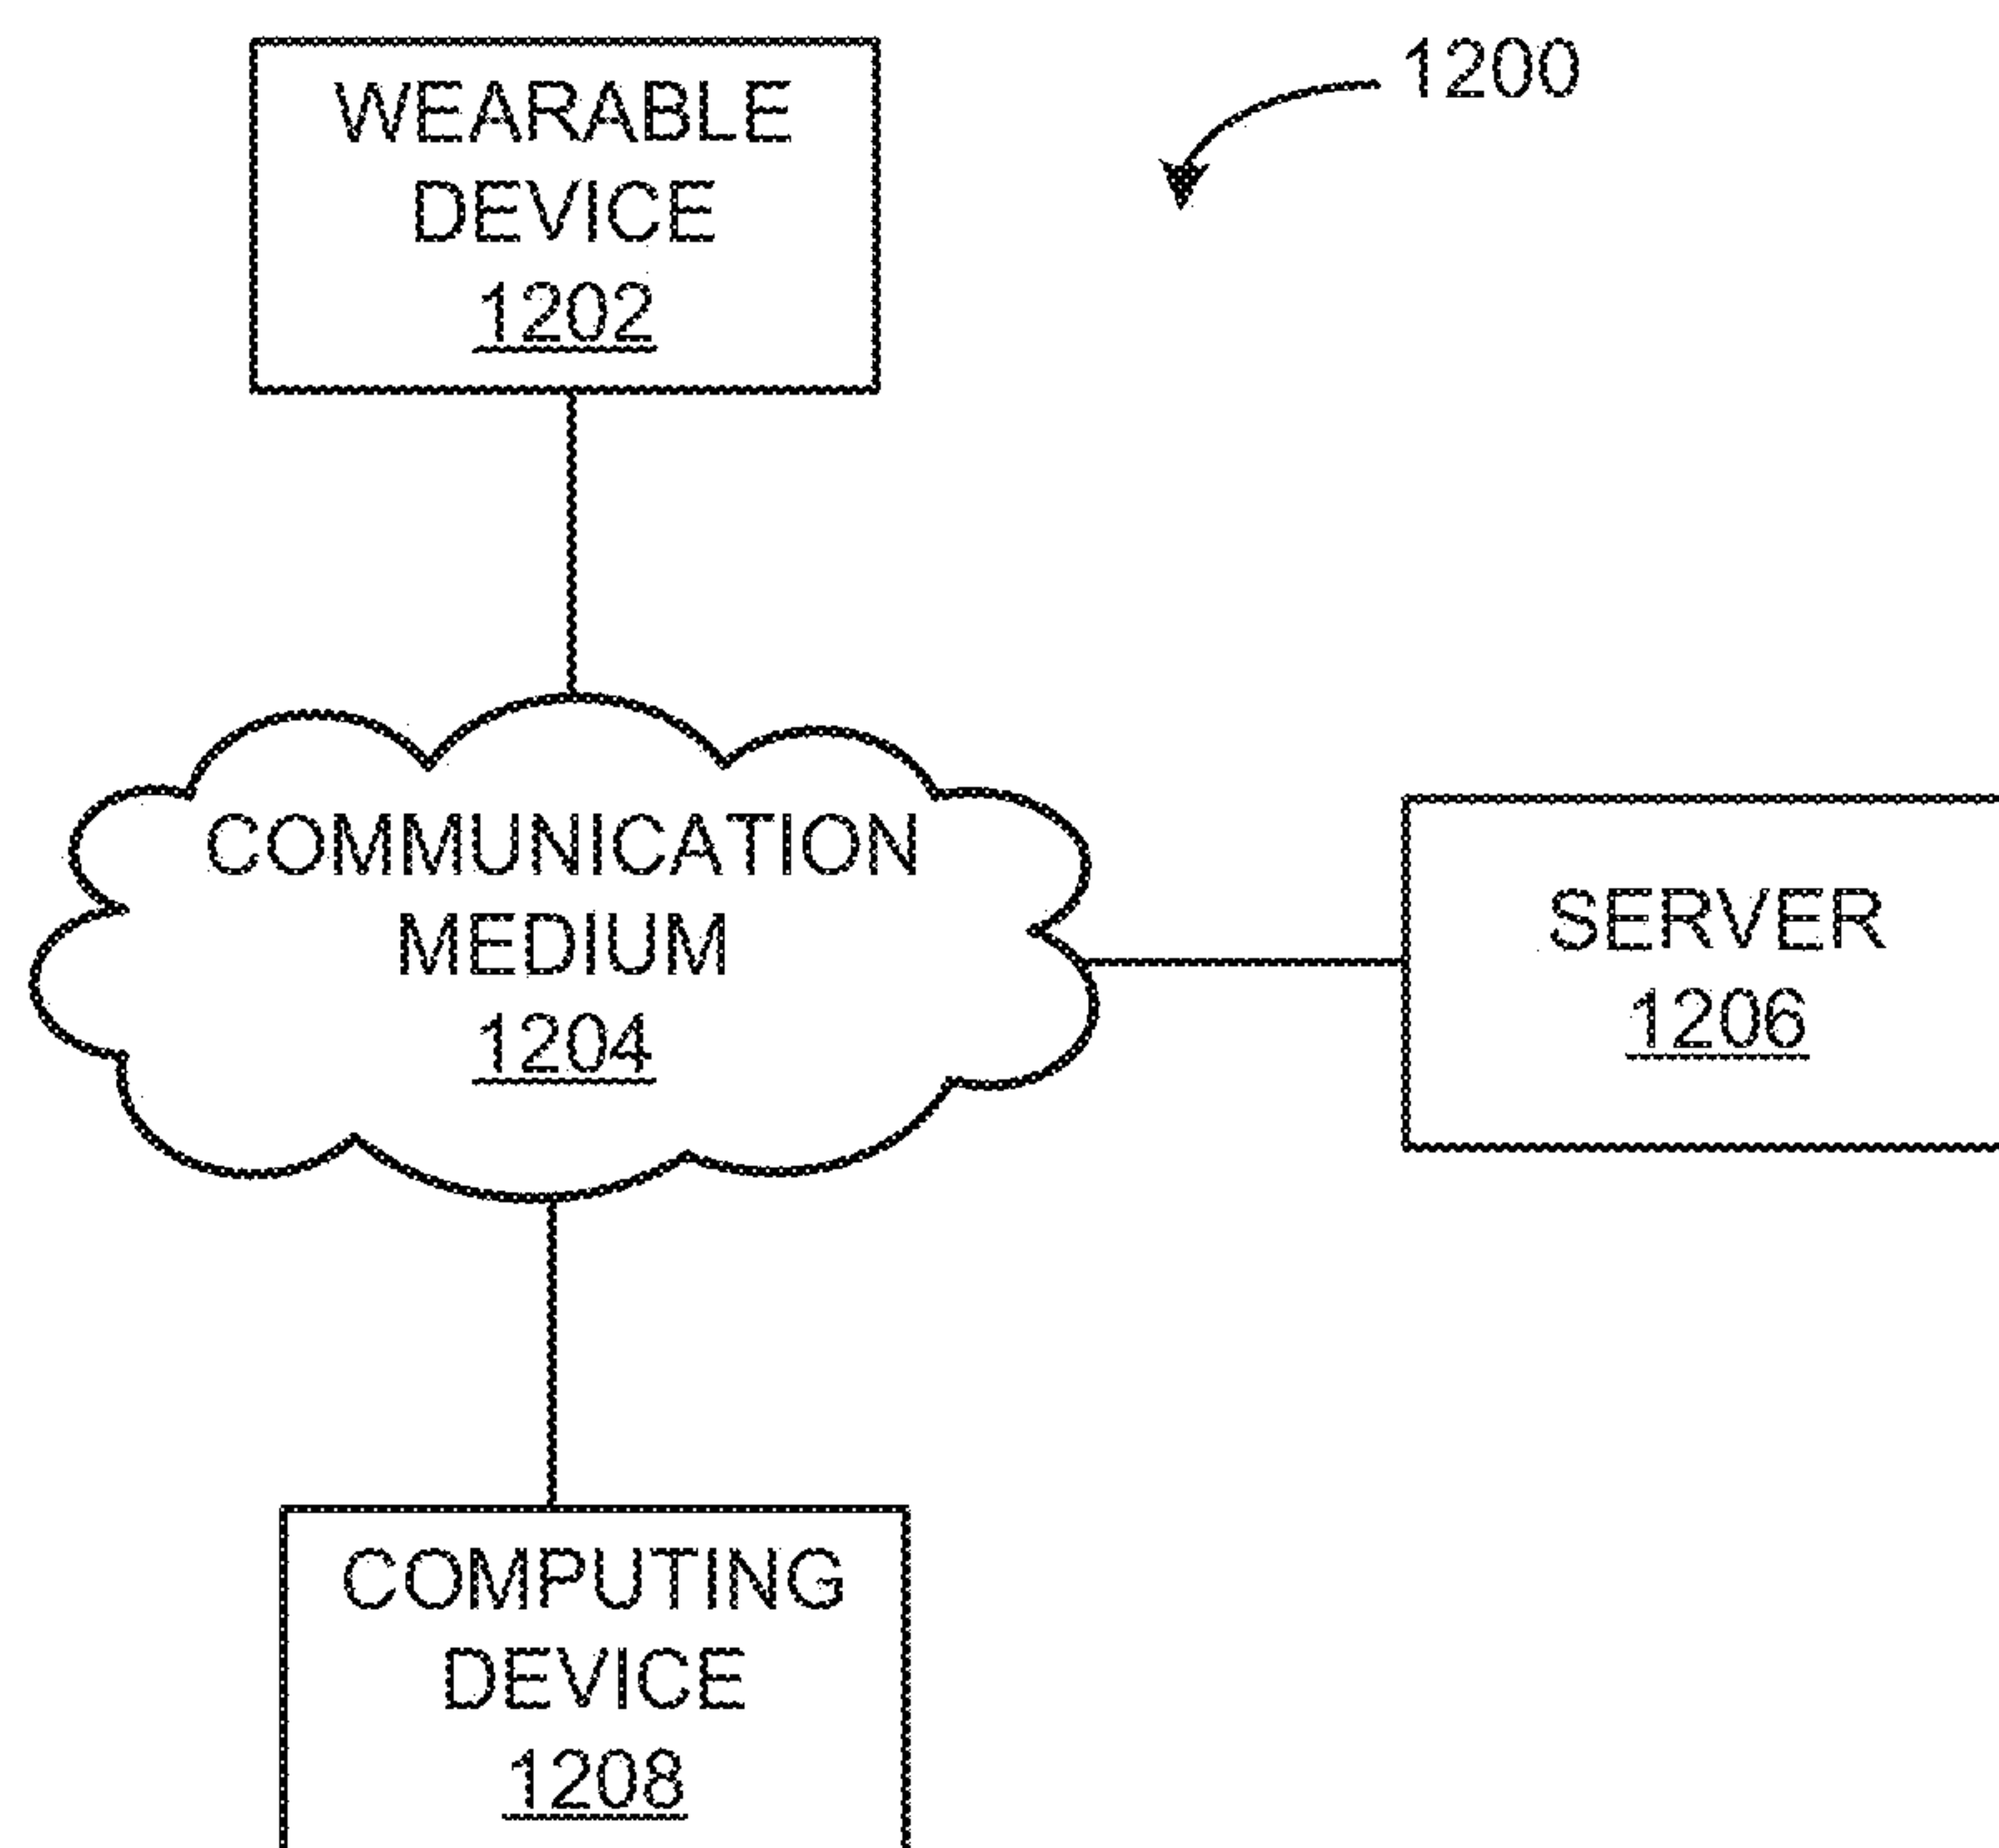 WEARABLE
DEVICE
1202
1200
COMMUNICATION
MEDIUM
1204
SERVER
1206
COMPUTING
DEVICE
1208